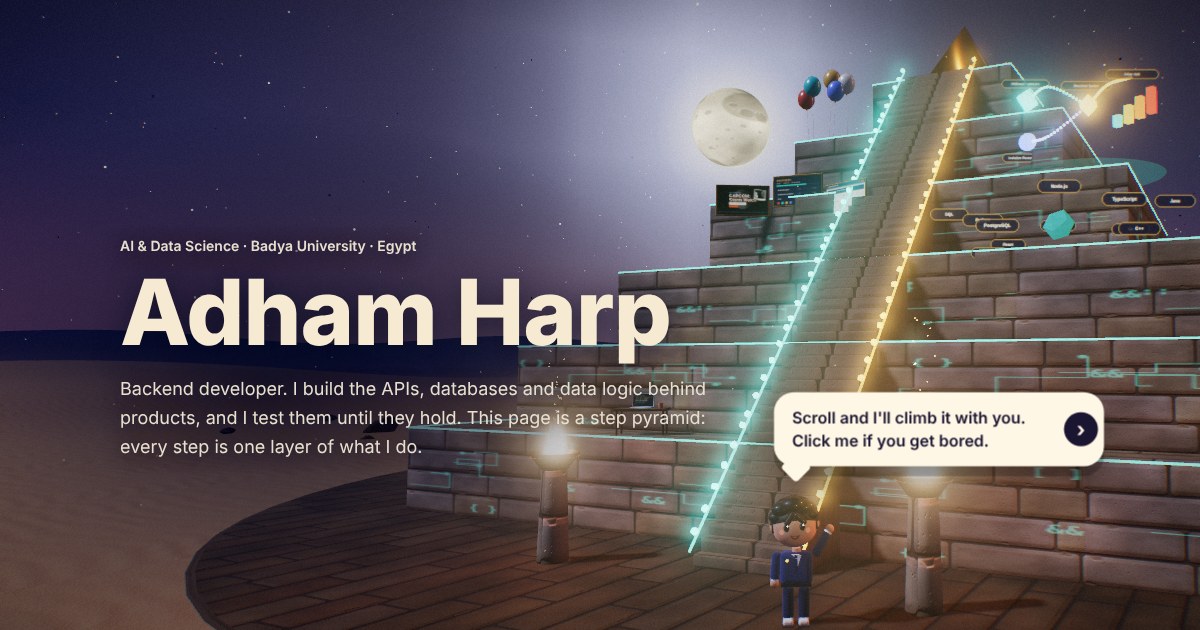 AI & Data Science · Badya University · Egypt
Adham Harp
Backend developer. I build the APIs, databases and data logic behind
products, and I test them until they hold. This page is a step pyramid:
every step is one layer of what I do.
Scroll and I'll climb it with you.
Click me if you get bored.
Node.js
TypeScript
Java
SQL
PostgreSQL
C++